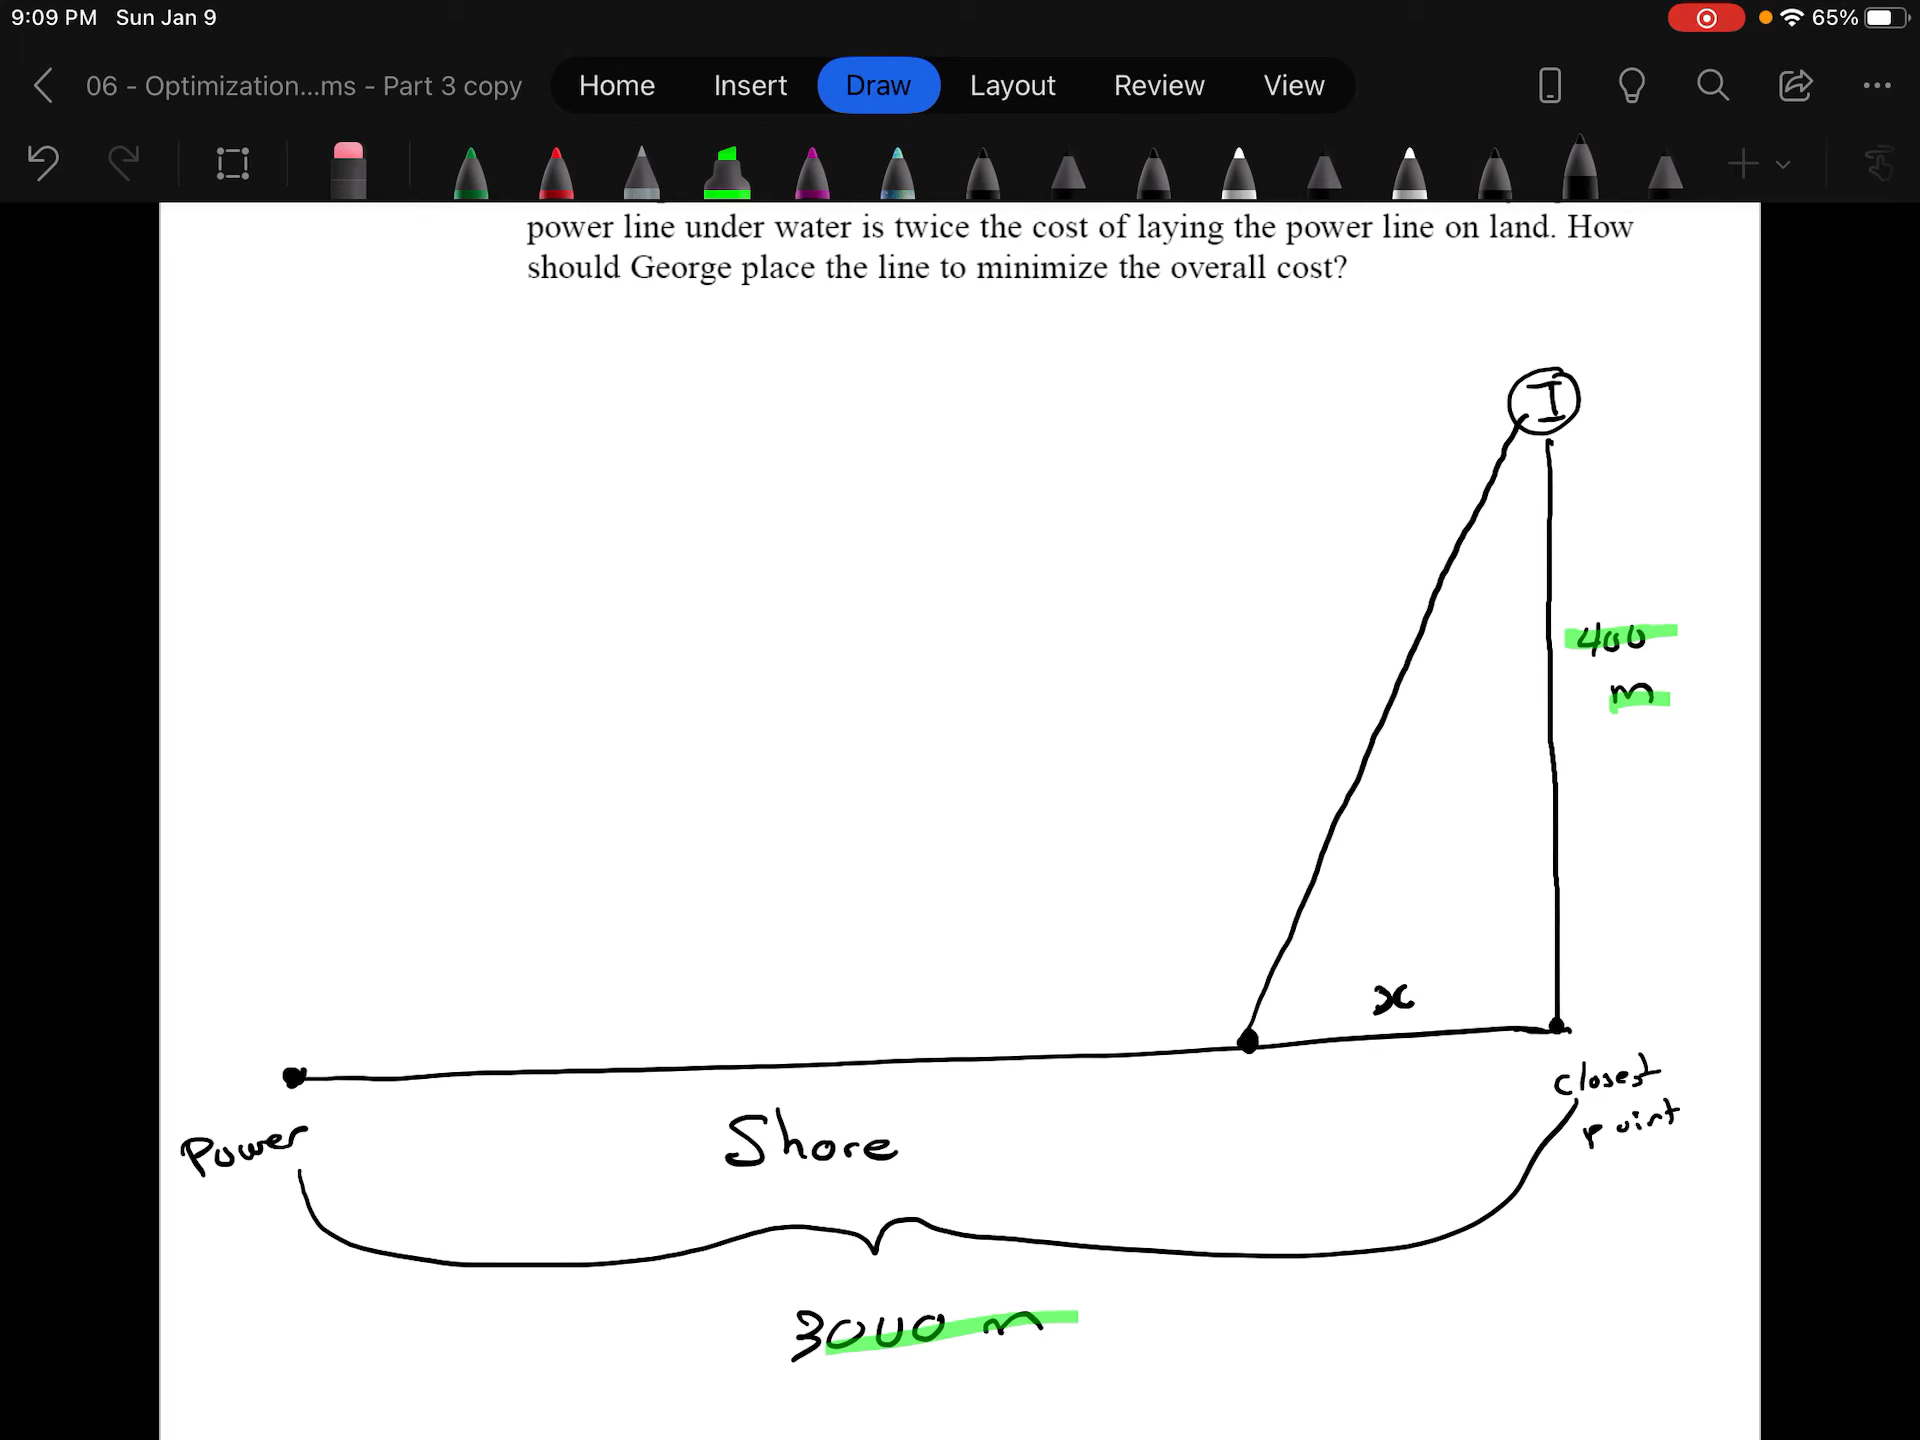 9:09 PM Sun Jan 9
65%
06 - Optimization...ms - Part 3 copy
Home Insert Draw Layout Review View
power line under water is twice the cost of laying the power line on land. How
should George place the line to minimize the overall cost?
I
400
m
x
Closest
point
Power
Shore
3000 m